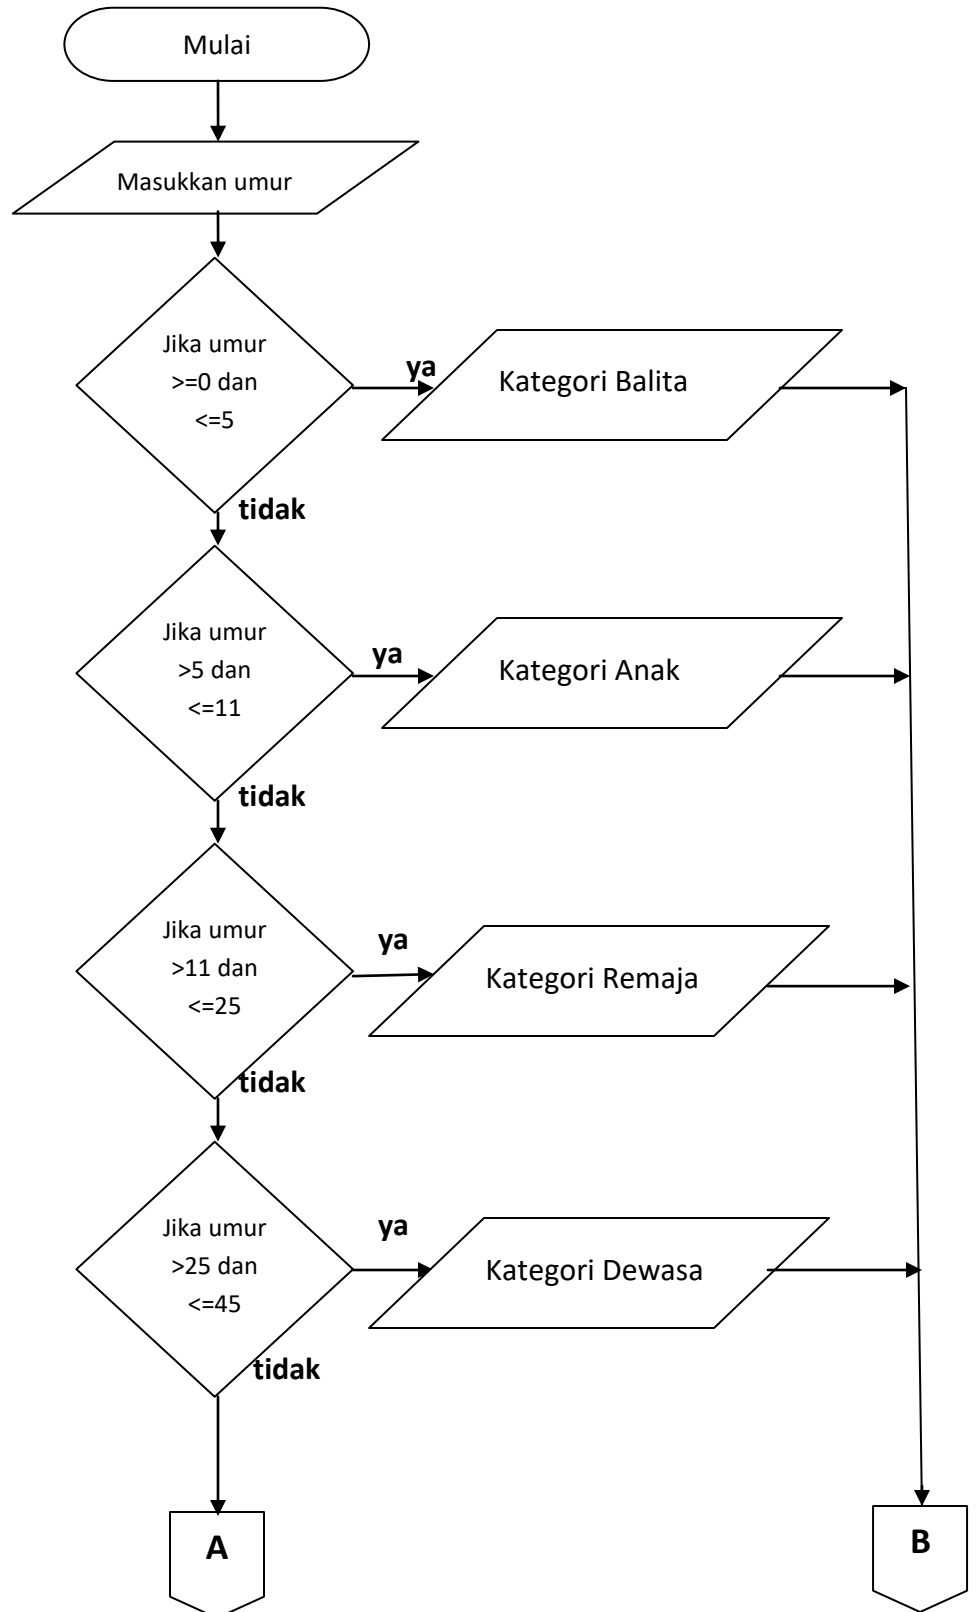 Mulai
Masukkan umur
Jika umur
>=0 dan
<=5
ya
Kategori Balita
tidak
Jika umur
>5 dan
<=11
ya
Kategori Anak
tidak
Jika umur
>11 dan
<=25
ya
Kategori Remaja
tidak
Jika umur
>25 dan
<=45
ya
Kategori Dewasa
tidak
A
B